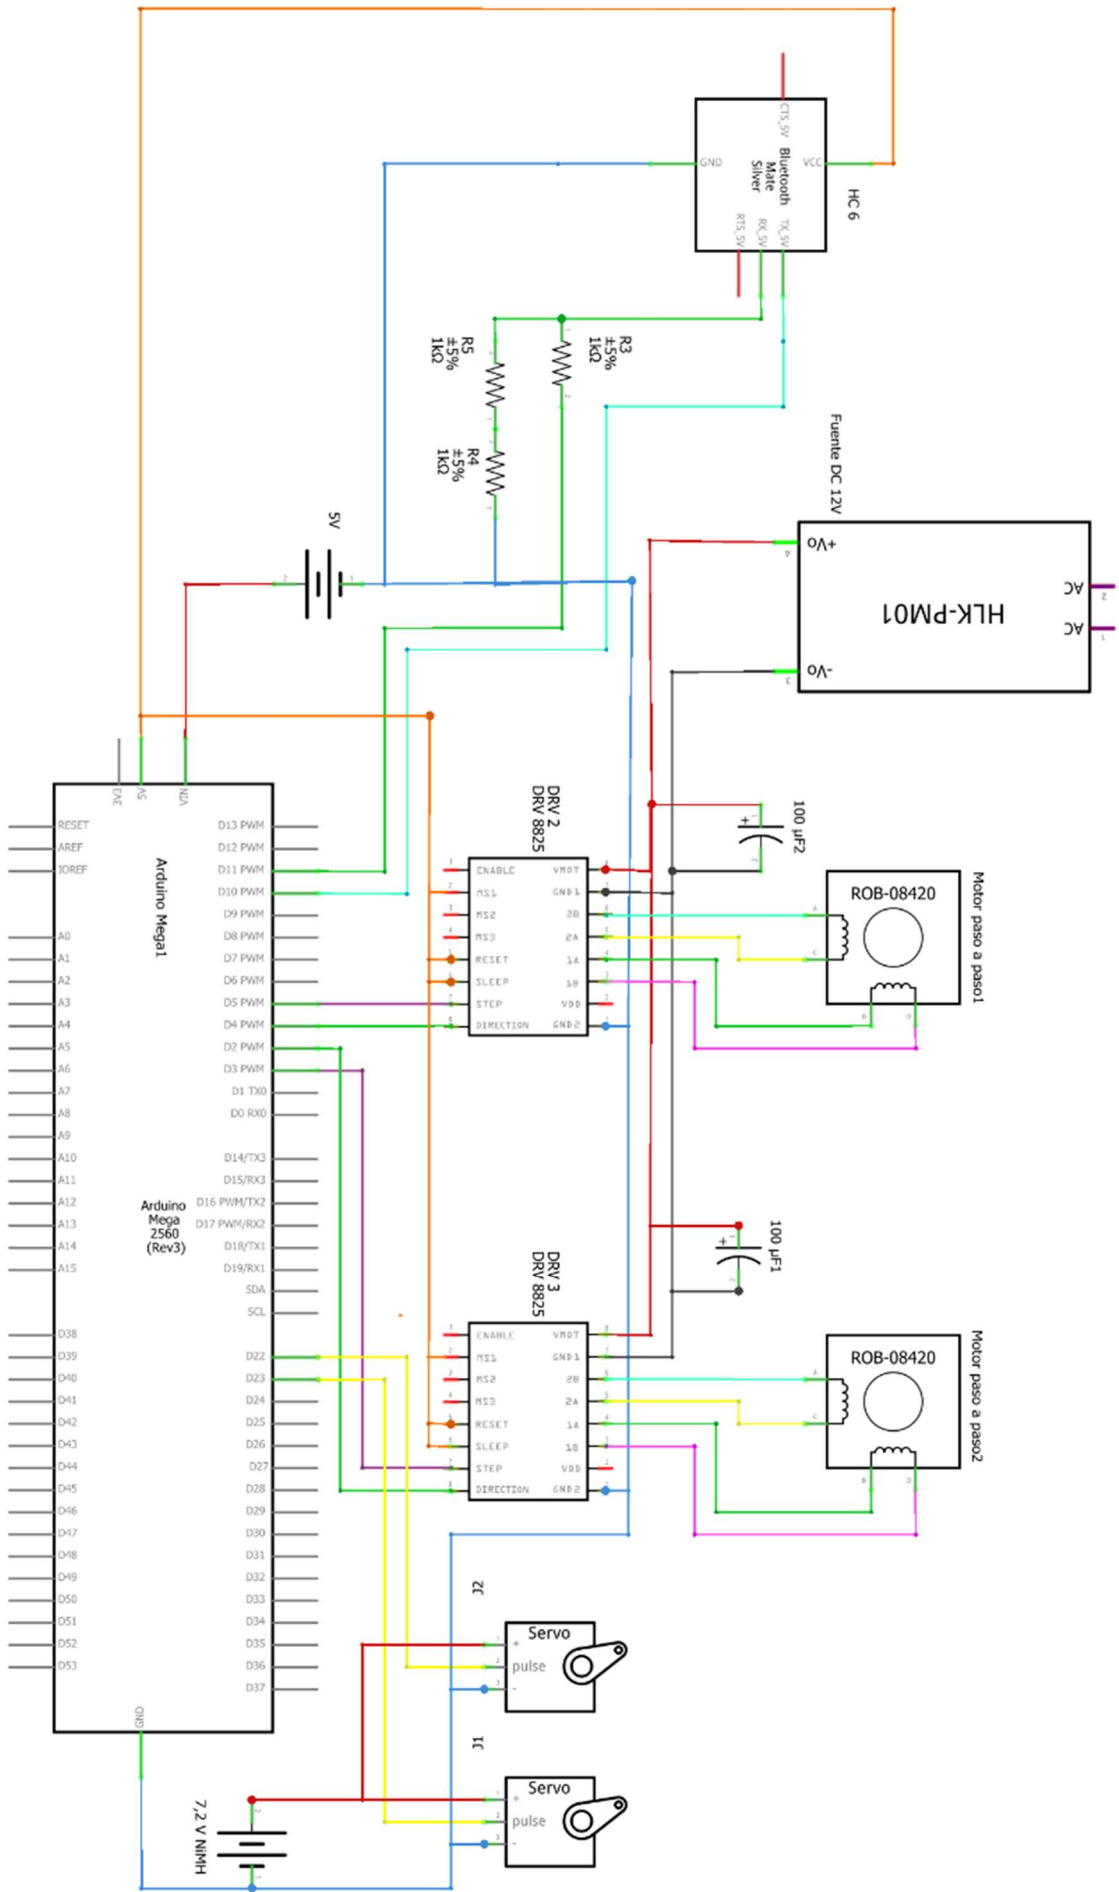 CTS_5V
Bluetooth
Mate
Silver
GND
VCC
RTS_5V
RX_5V
TX_5V
HC 6
R5
±5%
1kΩ
R3
±5%
1kΩ
R4
±5%
1kΩ
5V
2
1
Fuente DC 12V
+Vo
-Vo
HLK-PM01
AC
AC
4
3
2
1
3V3
5V
VIN
Arduino Mega1
Arduino
Mega
2560
(Rev3)
RESET
AREF
IOREF
A0
A1
A2
A3
A4
A5
A6
A7
A8
A9
A10
A11
A12
A13
A14
A15
D38
D39
D40
D41
D42
D43
D44
D45
D46
D47
D48
D49
D50
D51
D52
D53
D13 PWM
D12 PWM
D11 PWM
D10 PWM
D9 PWM
D8 PWM
D7 PWM
D6 PWM
D5 PWM
D4 PWM
D2 PWM
D3 PWM
D1 TX0
D0 RX0
D14/TX3
D15/RX3
D16 PWM/TX2
D17 PWM/RX2
D18/TX1
D19/RX1
SDA
SCL
D22
D23
D24
D25
D26
D27
D28
D29
D30
D31
D32
D33
D34
D35
D36
D37
GND
DRV 2
DRV 8825
ENABLE VMOT
MS1 GND1
MS2 2B
MS3 2A
RESET 1A
SLEEP 1B
STEP VDD
DIRECTION GND2
100 µF2
+
ROB-08420
A
C
B
D
Motor paso a paso1
DRV 3
DRV 8825
ENABLE VMOT
MS1 GND1
MS2 2B
MS3 2A
RESET 1A
SLEEP 1B
STEP VDD
DIRECTION GND2
100 µF1
+
ROB-08420
A
C
B
D
Motor paso a paso2
J2
Servo
+
pulse
-
J1
Servo
+
pulse
-
7,2 V NiMH